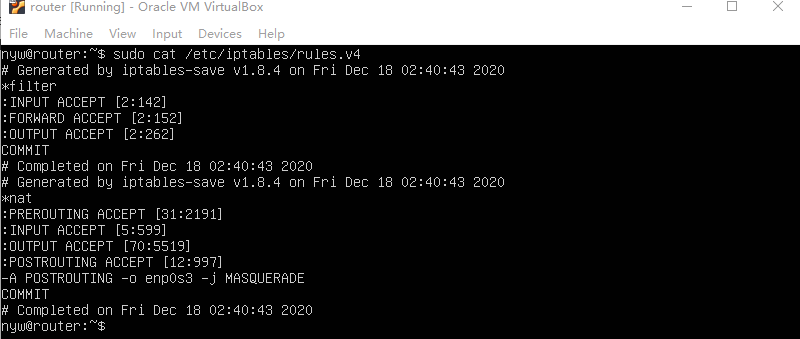 router [Running] - Oracle VM VirtualBox
File Machine View Input Devices Help
nyw@router:~$ sudo cat /etc/iptables/rules.v4
# Generated by iptables-save v1.8.4 on Fri Dec 18 02:40:43 2020
*filter
:INPUT ACCEPT [2:142]
:FORWARD ACCEPT [2:152]
:OUTPUT ACCEPT [2:262]
COMMIT
# Completed on Fri Dec 18 02:40:43 2020
# Generated by iptables-save v1.8.4 on Fri Dec 18 02:40:43 2020
*nat
:PREROUTING ACCEPT [31:2191]
:INPUT ACCEPT [5:599]
:OUTPUT ACCEPT [70:5519]
:POSTROUTING ACCEPT [12:997]
-A POSTROUTING -o enp0s3 -j MASQUERADE
COMMIT
# Completed on Fri Dec 18 02:40:43 2020
nyw@router:~$